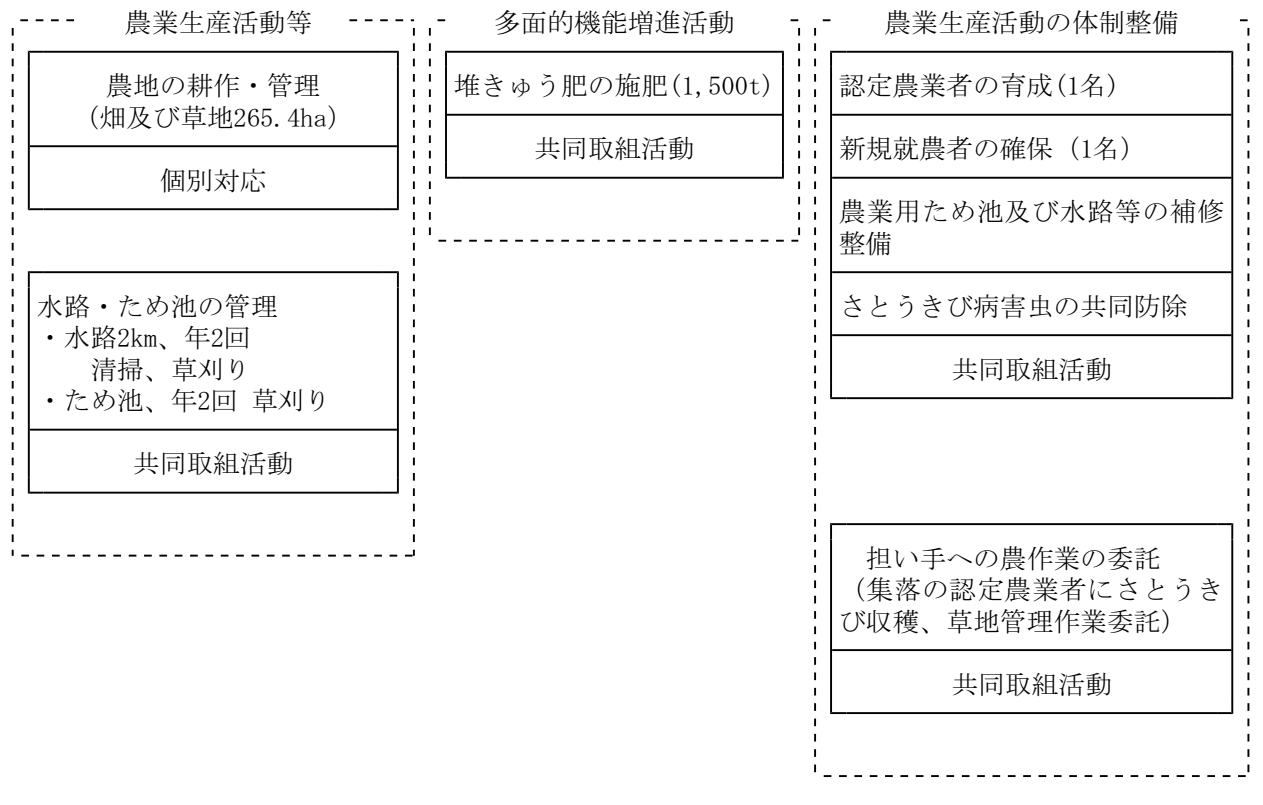 農業生産活動等
農地の耕作・管理
(畑及び草地265.4ha)
個別対応
水路・ため池の管理
・水路2km、年2回
清掃、草刈り
・ため池、年2回 草刈り
共同取組活動
多面的機能増進活動
堆きゅう肥の施肥(1,500t)
共同取組活動
農業生産活動の体制整備
認定農業者の育成(1名)
新規就農者の確保(1名)
農業用ため池及び水路等の補修
整備
さとうきび病害虫の共同防除
共同取組活動
担い手への農作業の委託
(集落の認定農業者にさとうき
び収穫、草地管理作業委託)
共同取組活動